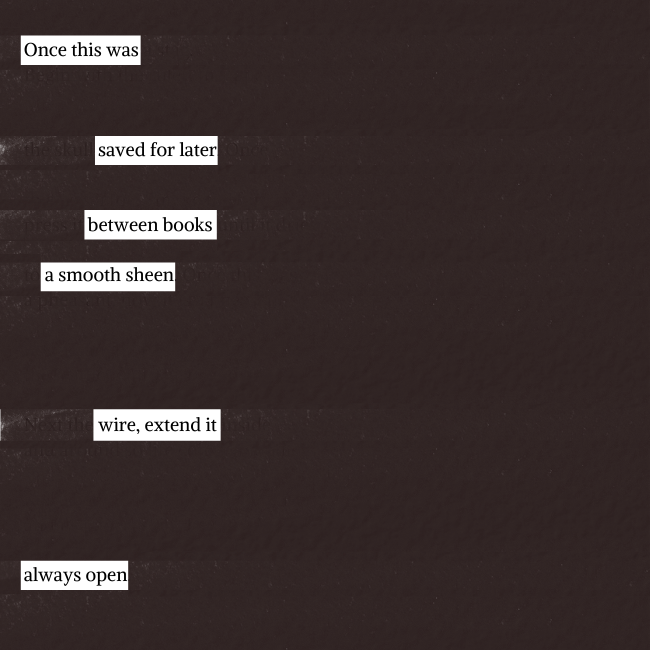 Once this was
saved for later
between books
a smooth sheen
wire, extend it
always open